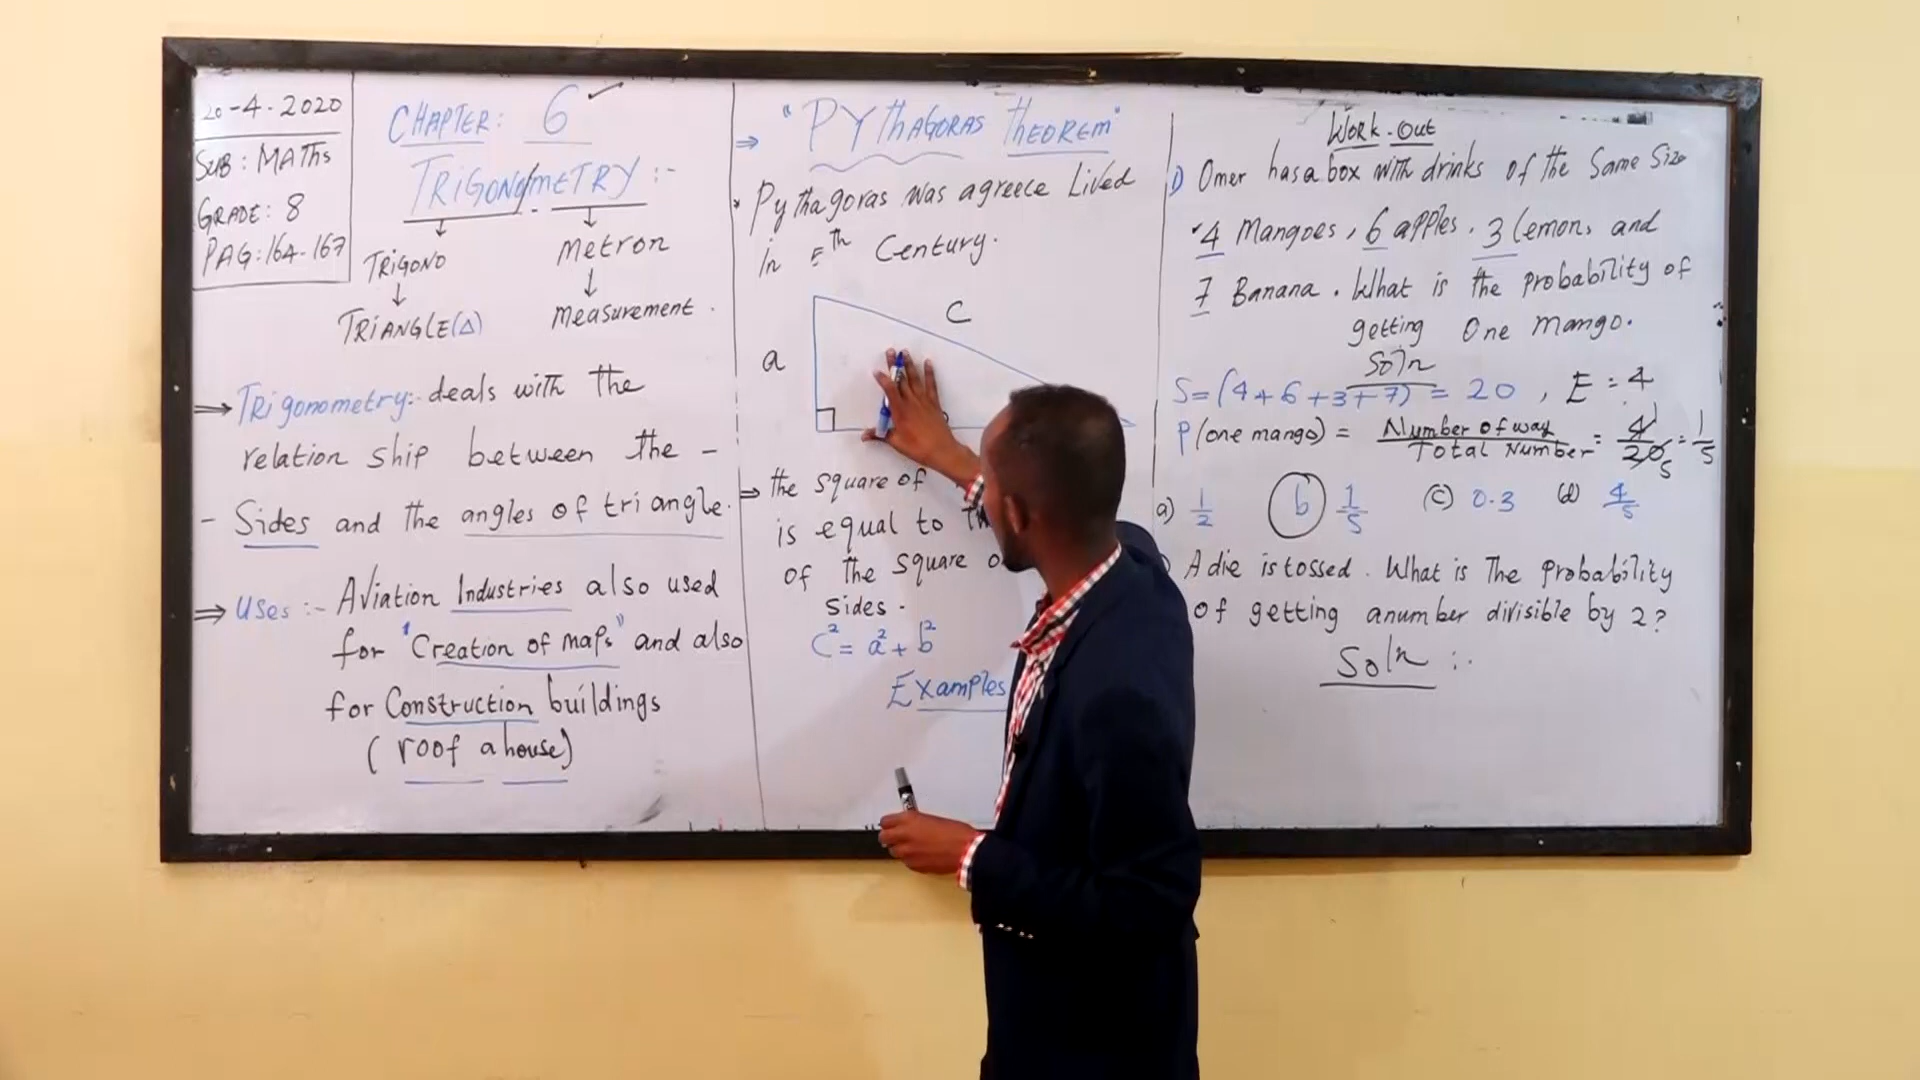 20-4-2020
SUB: MATHS
GRADE: 8
PAG: 164-167
CHAPTER: 6
TRIGONOMETRY :-
TRIGONO
Metron
TRIANGLE(△)
Measurement.
⇒ Trigonometry:- deals with the
relation ship between the -
- Sides and the angles of triangle.
⇒ Uses :- Aviation Industries also used
for "Creation of maps" and also
for Construction buildings
(roof a house)
⇒ "PYthAGORAS THEOREM"
* Pythagoras was agreece Lived
in 5th Century.
C
a
⇒ the square of
is equal to
of the square
sides.
C² = a² + b²
Examples
Work-Out
1) Omer has a box with drinks of the Same Size
4 Mangoes, 6 apples, 3 lemon, and
7 Banana. What is the probability of
getting One mango.
Soln
S = (4+6+3+7) = 20, E = 4
P(one mango) = Number of way / Total Number = 4/20 = 1/5
a) 1/2 b 1/5 (c) 0.3 (d) 4/5
A die is tossed. What is The probability
of getting anumber divisible by 2?
Soln :-